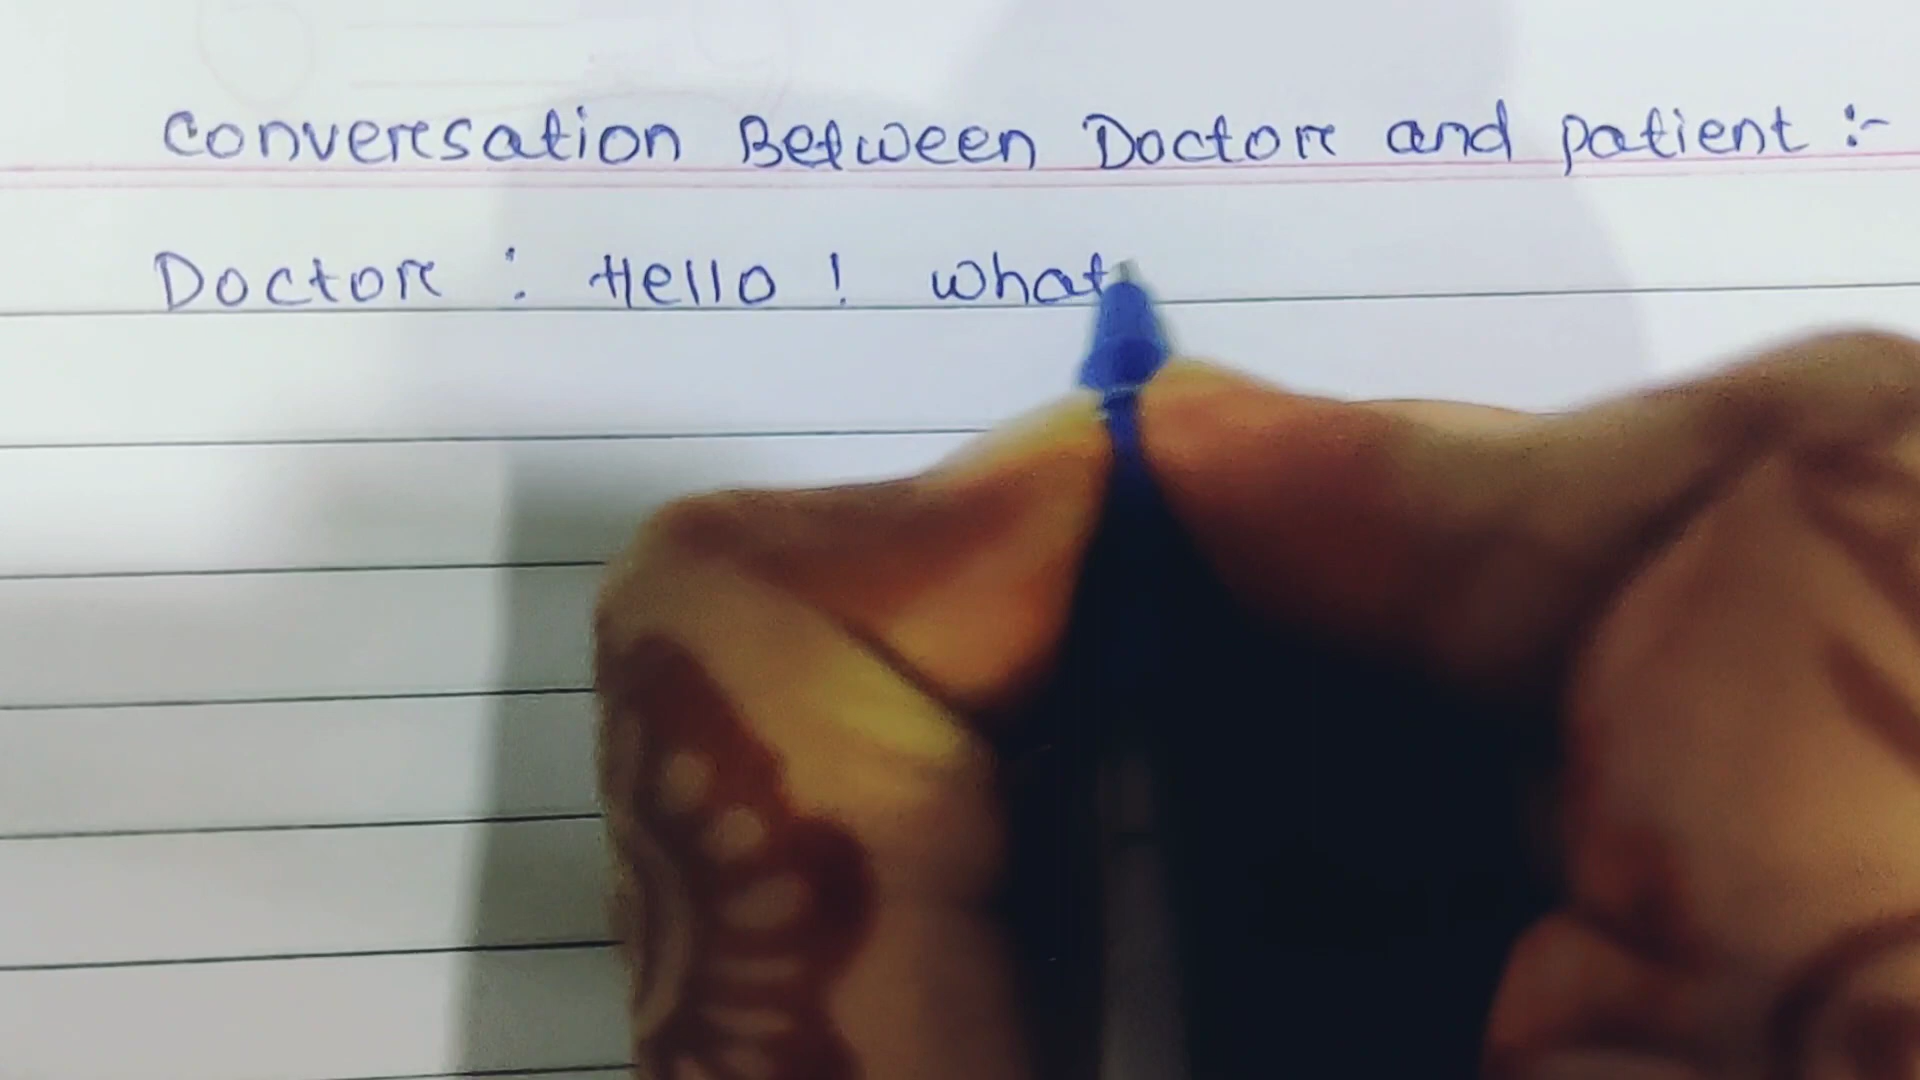 Conversation Between Doctor and patient :-
Doctor : Hello ! what